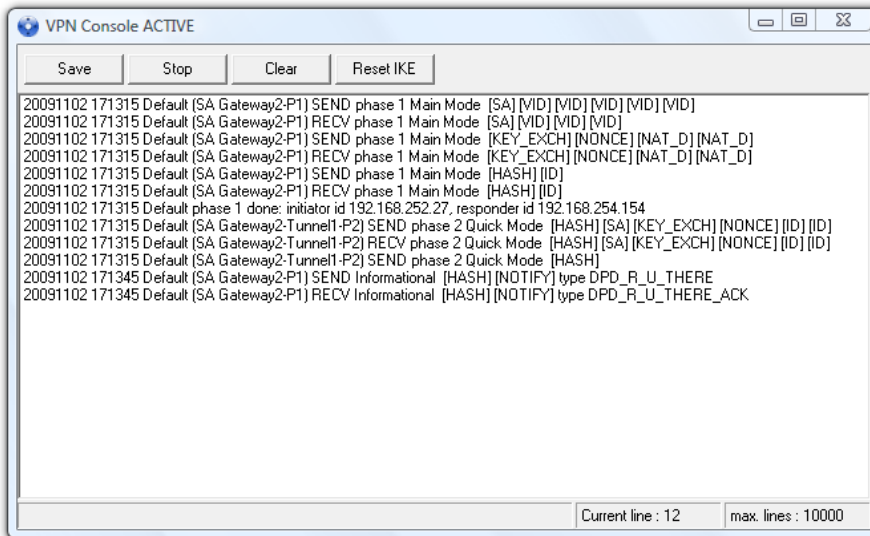 VPN Console ACTIVE
Save Stop Clear Reset IKE
20091102 171315 Default (SA Gateway2-P1) SEND phase 1 Main Mode [SA] [VID] [VID] [VID] [VID] [VID]
20091102 171315 Default (SA Gateway2-P1) RECV phase 1 Main Mode [SA] [VID] [VID] [VID]
20091102 171315 Default (SA Gateway2-P1) SEND phase 1 Main Mode [KEY_EXCH] [NONCE] [NAT_D] [NAT_D]
20091102 171315 Default (SA Gateway2-P1) RECV phase 1 Main Mode [KEY_EXCH] [NONCE] [NAT_D] [NAT_D]
20091102 171315 Default (SA Gateway2-P1) SEND phase 1 Main Mode [HASH] [ID]
20091102 171315 Default (SA Gateway2-P1) RECV phase 1 Main Mode [HASH] [ID]
20091102 171315 Default phase 1 done: initiator id 192.168.252.27, responder id 192.168.254.154
20091102 171315 Default (SA Gateway2-Tunnel1-P2) SEND phase 2 Quick Mode [HASH] [SA] [KEY_EXCH] [NONCE] [ID] [ID]
20091102 171315 Default (SA Gateway2-Tunnel1-P2) RECV phase 2 Quick Mode [HASH] [SA] [KEY_EXCH] [NONCE] [ID] [ID]
20091102 171315 Default (SA Gateway2-Tunnel1-P2) SEND phase 2 Quick Mode [HASH]
20091102 171345 Default (SA Gateway2-P1) SEND Informational [HASH] [NOTIFY] type DPD_R_U_THERE
20091102 171345 Default (SA Gateway2-P1) RECV Informational [HASH] [NOTIFY] type DPD_R_U_THERE_ACK
Current line : 12 max. lines : 10000